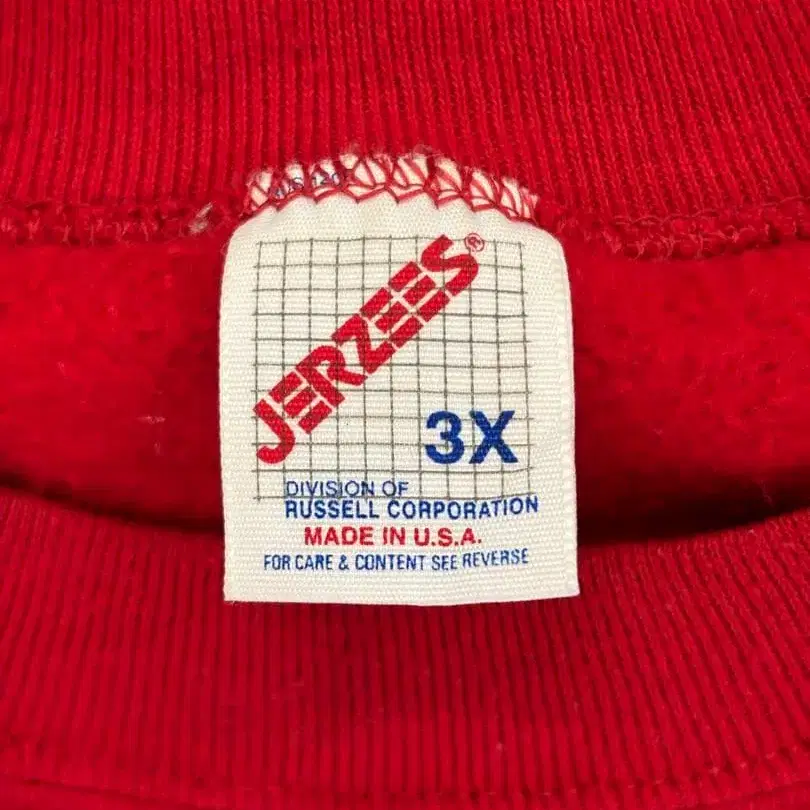 JERZEES®
3X
DIVISION OF
RUSSELL CORPORATION
MADE IN U.S.A.
FOR CARE & CONTENT SEE REVERSE